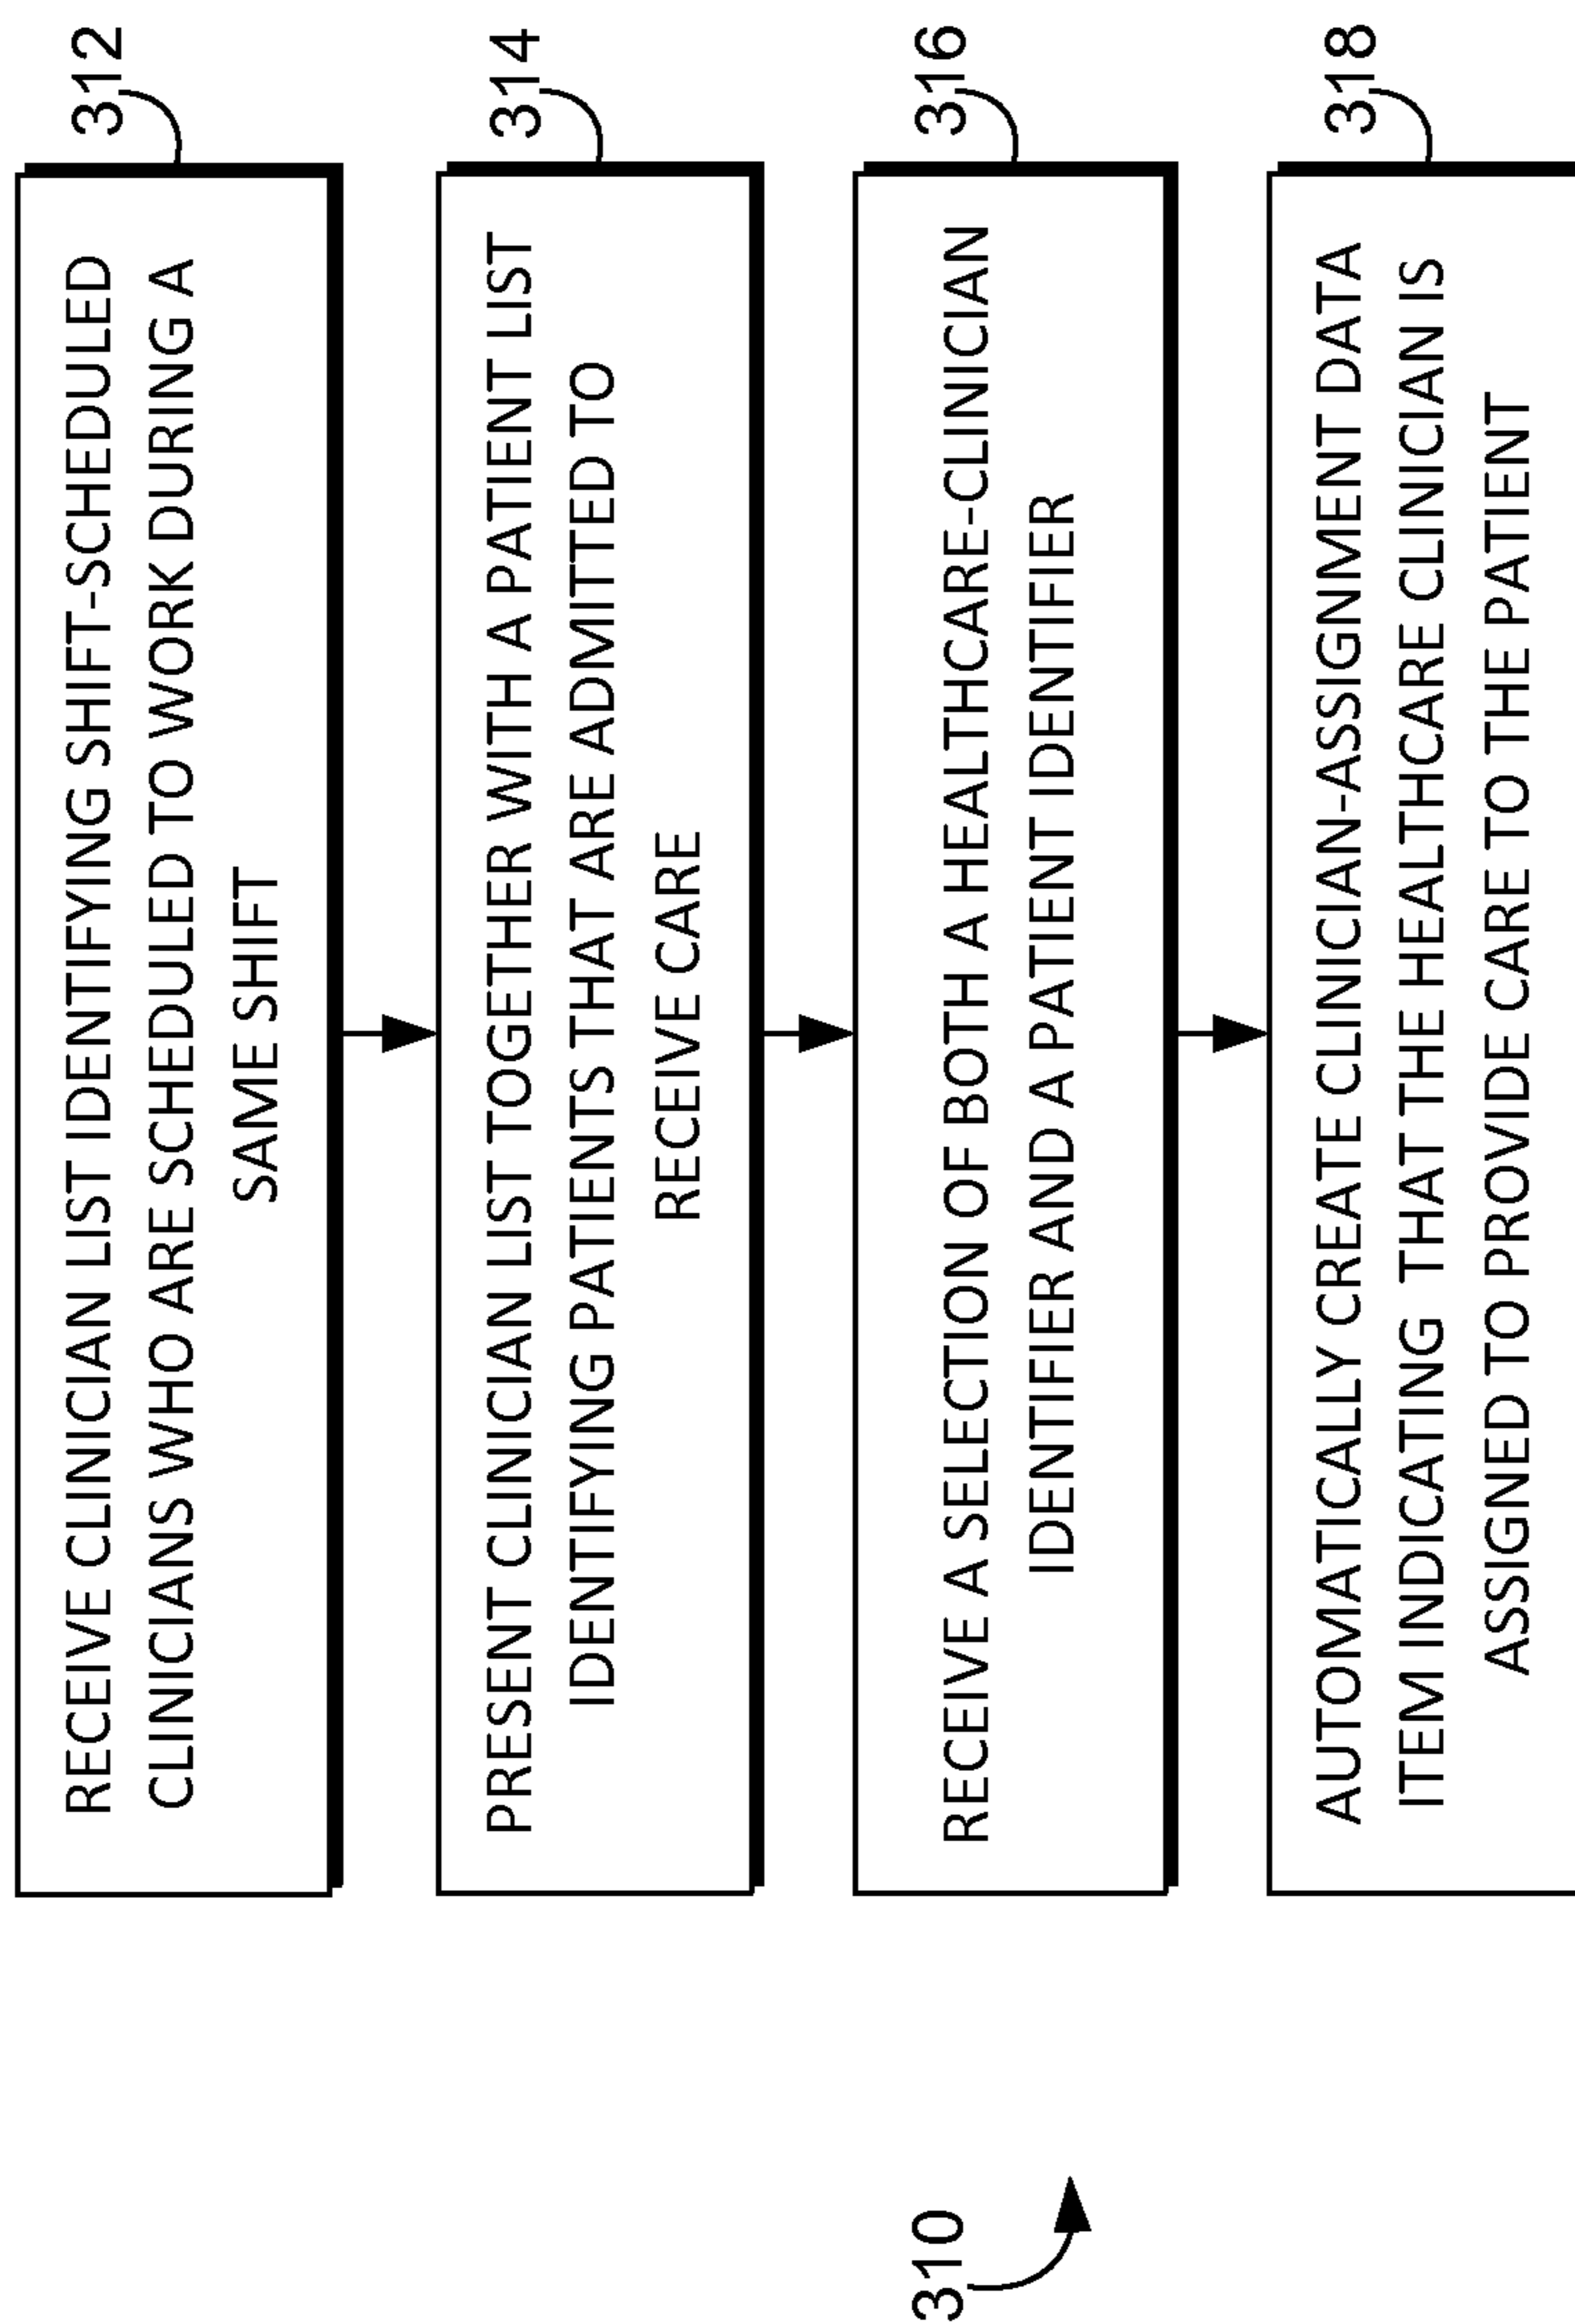 310
RECEIVE CLINICIAN LIST IDENTIFYING SHIFT-SCHEDULED
CLINICIANS WHO ARE SCHEDULED TO WORK DURING A
SAME SHIFT
312
PRESENT CLINICIAN LIST TOGETHER WITH A PATIENT LIST
IDENTIFYING PATIENTS THAT ARE ADMITTED TO
RECEIVE CARE
314
RECEIVE A SELECTION OF BOTH A HEALTHCARE-CLINICIAN
IDENTIFIER AND A PATIENT IDENTIFIER
316
AUTOMATICALLY CREATE CLINICIAN-ASSIGNMENT DATA
ITEM INDICATING THAT THE HEALTHCARE CLINICIAN IS
ASSIGNED TO PROVIDE CARE TO THE PATIENT
318